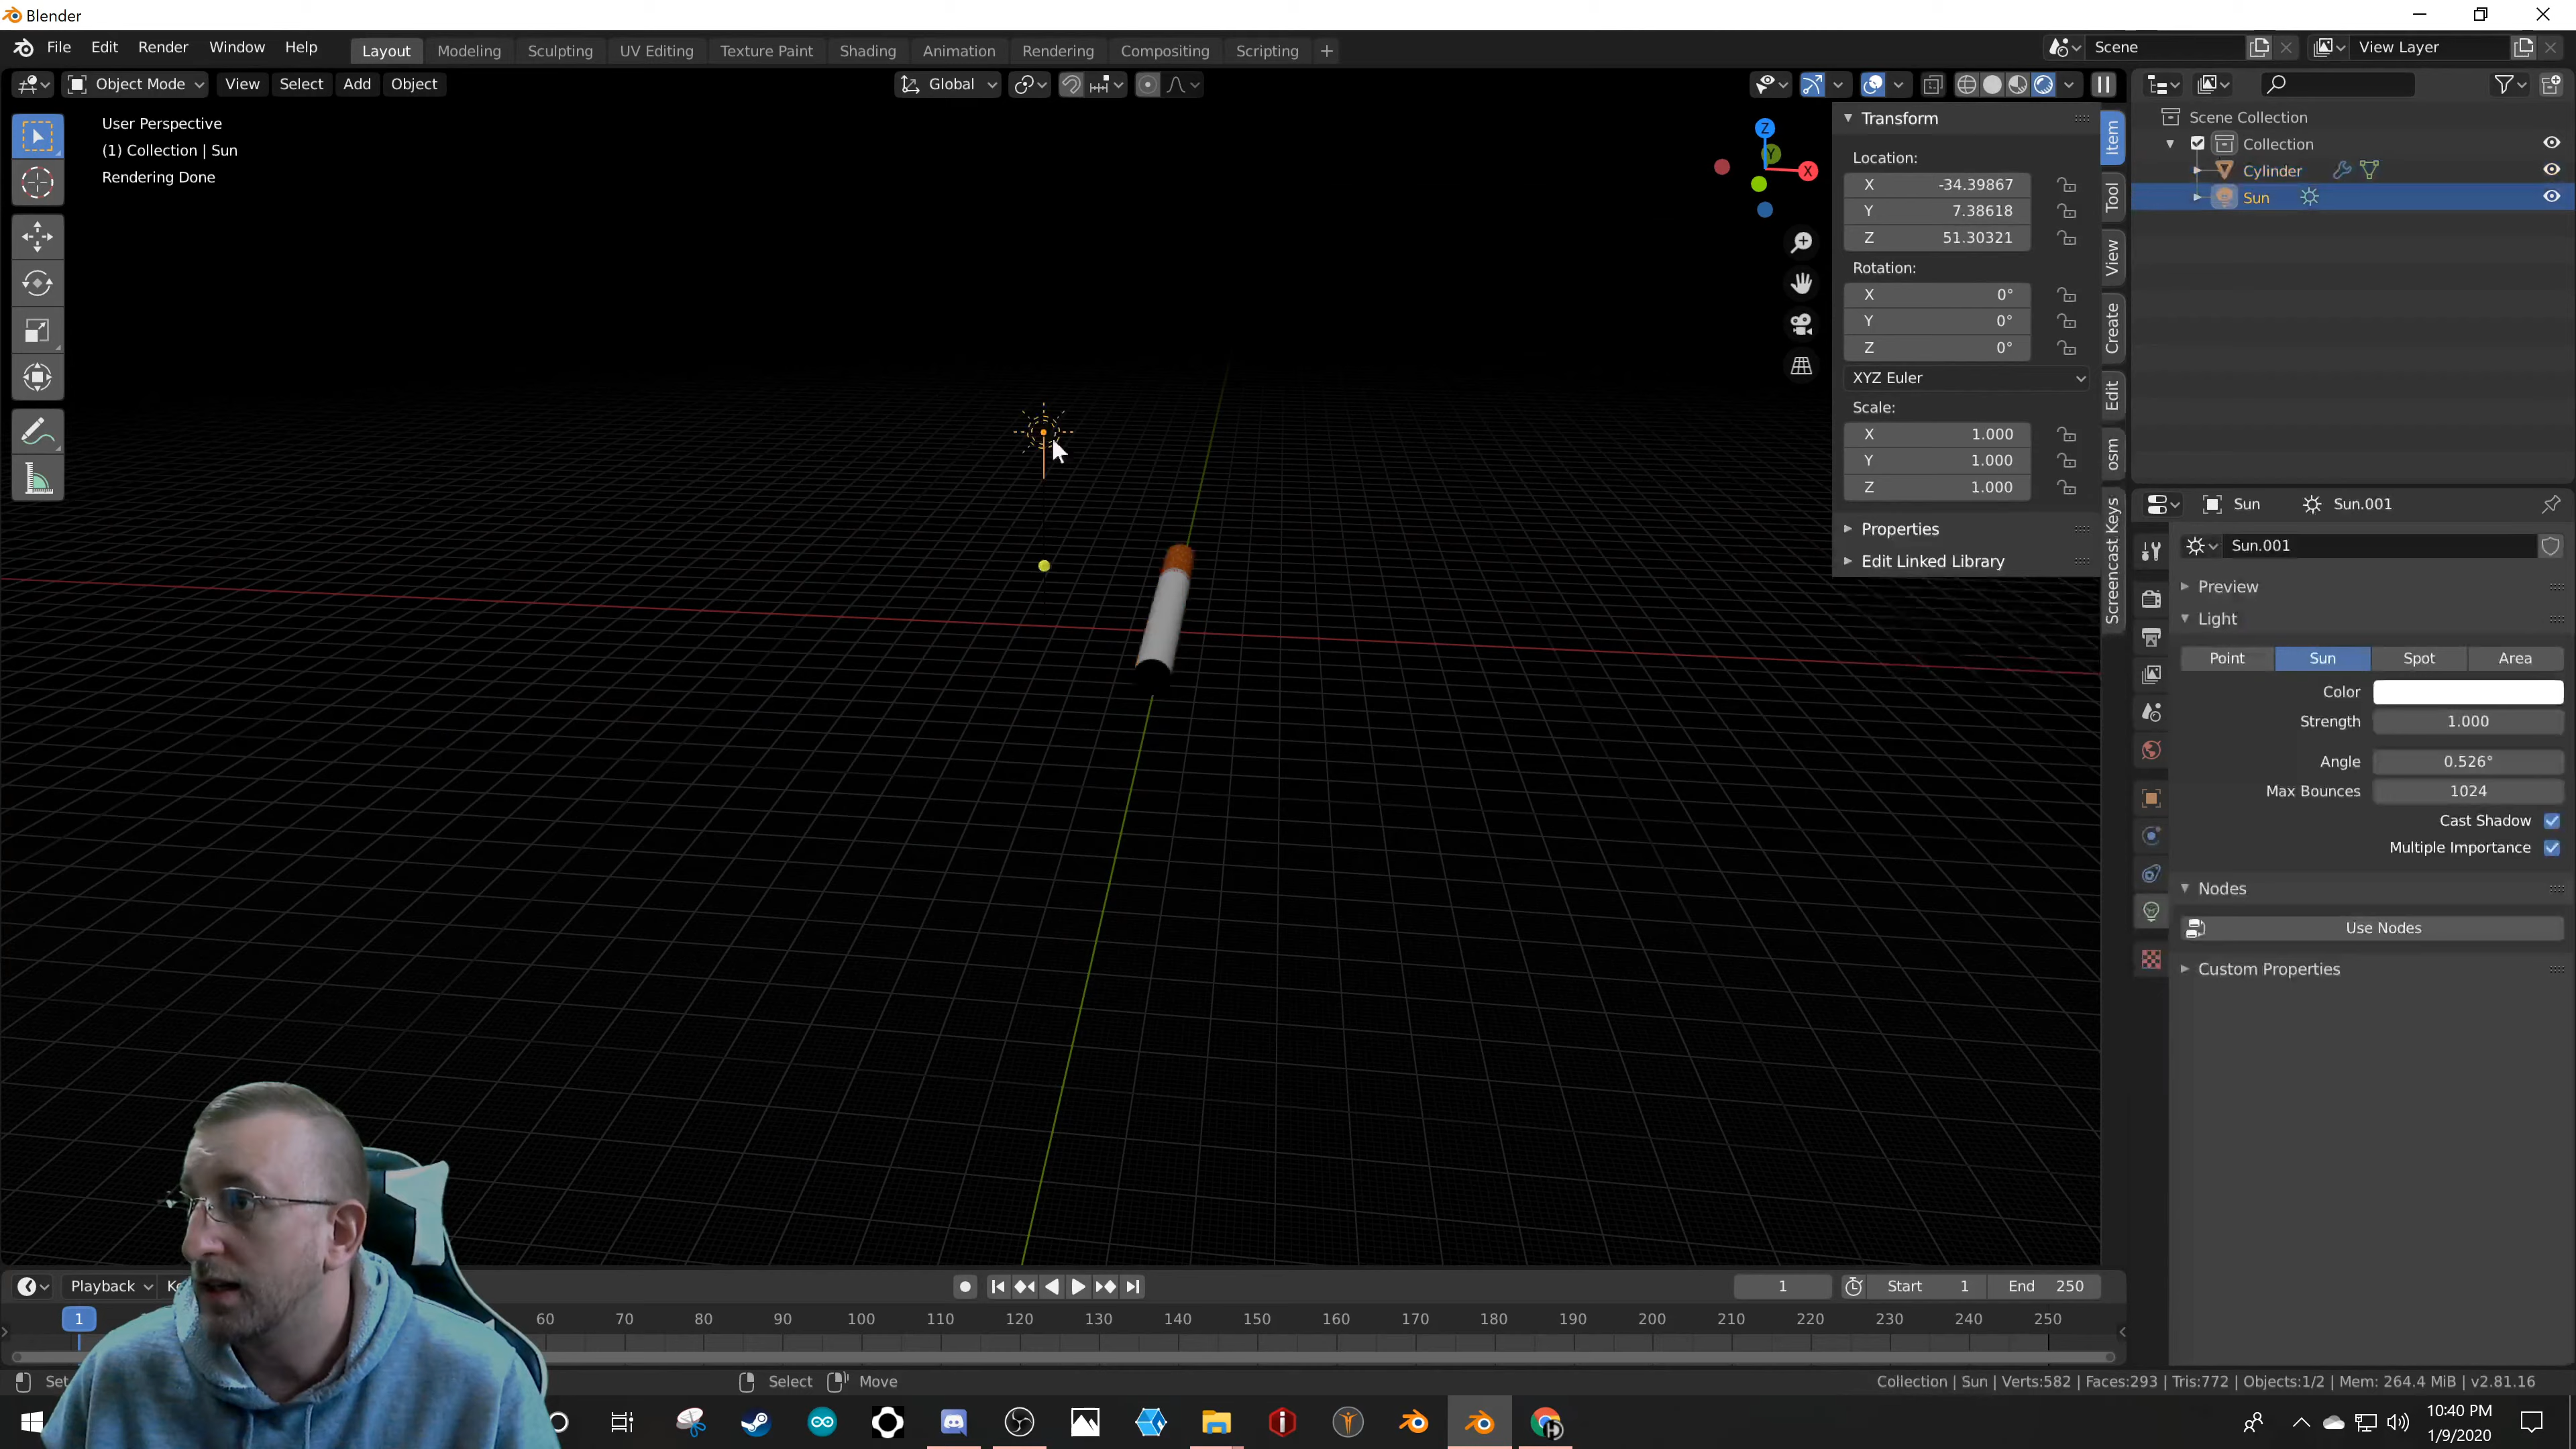 Blender
File Edit Render Window Help Layout Modeling Sculpting UV Editing Texture Paint Shading Animation Rendering Compositing Scripting + Scene View Layer
Object Mode View Select Add Object Global
User Perspective
(1) Collection | Sun
Rendering Done
Z
Y
X
Transform
Location:
X -34.39867
Y 7.38618
Z 51.30321
Rotation:
X 0°
Y 0°
Z 0°
XYZ Euler
Scale:
X 1.000
Y 1.000
Z 1.000
Properties
Edit Linked Library
Item
Tool
View
Create
Edit
osm
Screencast Keys
Scene Collection
Collection
Cylinder
Sun
Sun Sun.001
Sun.001
Preview
Light
Point Sun Spot Area
Color
Strength 1.000
Angle 0.526°
Max Bounces 1024
Cast Shadow
Multiple Importance
Nodes
Use Nodes
Custom Properties
Playback 1 Start 1 End 250
1 60 70 80 90 100 110 120 130 140 150 160 170 180 190 200 210 220 230 240 250
Select Move Collection | Sun | Verts:582 | Faces:293 | Tris:772 | Objects:1/2 | Mem: 264.4 MiB | v2.81.16
10:40 PM
1/9/2020